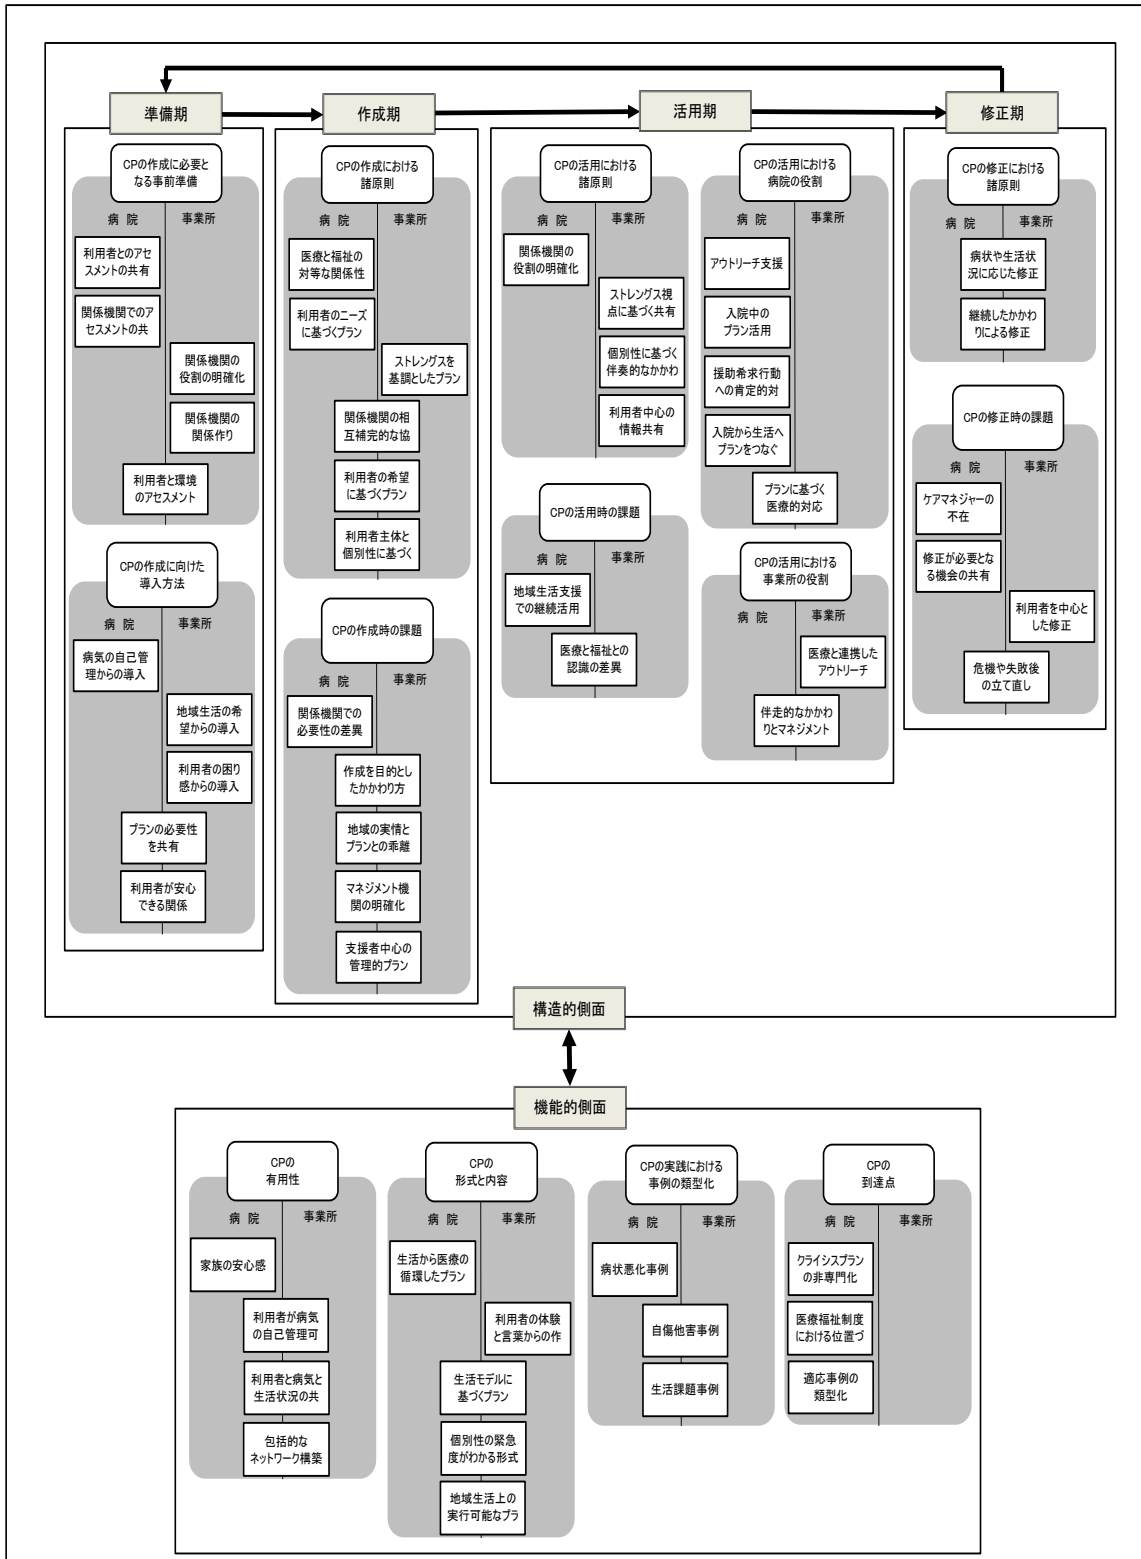 準備期
作成期
活用期
修正期
CPの作成に必要と
なる事前準備
病 院
事業所
利用者とのアセ
スメントの共有
関係機関でのア
セスメントの共
関係機関の
役割の明確化
関係機関の
関係作り
利用者と環境
のアセスメント
CPの作成に向けた
導入方法
病 院
事業所
病気の自己管
理からの導入
地域生活の希
望からの導入
利用者の困り
感からの導入
プランの必要性
を共有
利用者が安心
できる関係
CPの作成における
諸原則
病 院
事業所
医療と福祉の
対等な関係性
利用者のニーズ
に基づくプラン
ストレングスを
基調としたプラン
関係機関の相
互補完的な協
利用者の希望
に基づくプラン
利用者主体と
個別性に基づく
CPの作成時の課題
病 院
事業所
関係機関での
必要性の差異
作成を目的とし
たかかわり方
地域の実情と
プランとの乖離
マネジメント機
関の明確化
支援者中心の
管理的プラン
CPの活用における
諸原則
病 院
事業所
関係機関の
役割の明確化
ストレングス視
点に基づく共有
個別性に基づく
伴奏的なかかわ
利用者中心の
情報共有
CPの活用時の課題
病 院
事業所
地域生活支援
での継続活用
医療と福祉との
認識の差異
CPの活用における
病院の役割
病 院
事業所
アウトリーチ支援
入院中の
プラン活用
援助希求行動
への肯定的対
入院から生活へ
プランをつなぐ
プランに基づく
医療的対応
CPの活用における
事業所の役割
病 院
事業所
医療と連携した
アウトリーチ
伴走的なかかわ
りとマネジメント
CPの修正における
諸原則
病 院
事業所
病状や生活状
況に応じた修正
継続したかかわ
りによる修正
CPの修正時の課題
病 院
事業所
ケアマネジャーの
不在
修正が必要とな
る機会の共有
利用者を中心と
した修正
危機や失敗後
の立て直し
構造的側面
機能的側面
CPの
有用性
病 院
事業所
家族の安心感
利用者が病気
の自己管理可
利用者と病気と
生活状況の共
包括的な
ネットワーク構築
CPの
形式と内容
病 院
事業所
生活から医療の
循環したプラン
利用者の体験
と言葉からの作
生活モデルに
基づくプラン
個別性の緊急
度がわかる形式
地域生活上の
実行可能なプラ
CPの実践における
事例の類型化
病 院
事業所
病状悪化事例
自傷他害事例
生活課題事例
CPの
到達点
病 院
事業所
クライシスプラン
の非専門化
医療福祉制度
における位置づ
適応事例の
類型化